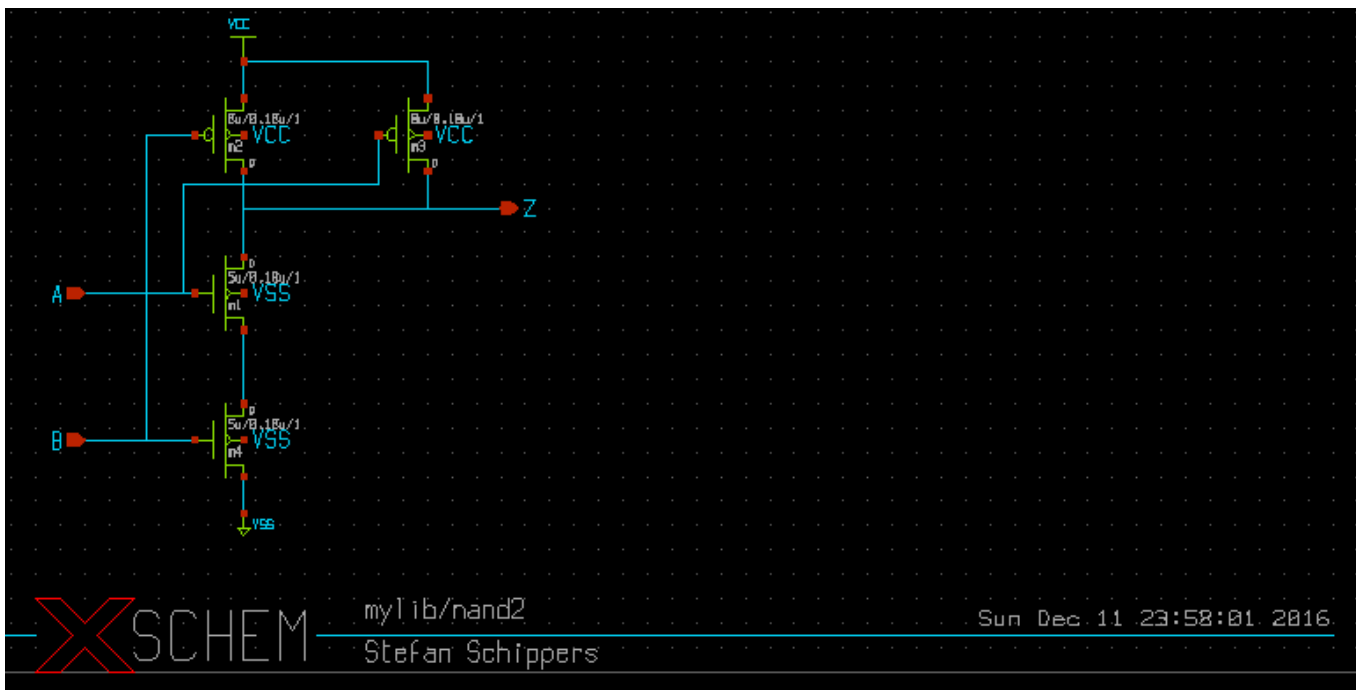 VCC
8u/0.18u/1
VCC
m2
D
8u/0.18u/1
VCC
m3
D
Z
D
5u/0.18u/1
VSS
m1
A
D
5u/0.18u/1
VSS
m4
B
VSS
XSCHEM
mylib/nand2
Stefan Schippers
Sun Dec 11 23:58:01 2016